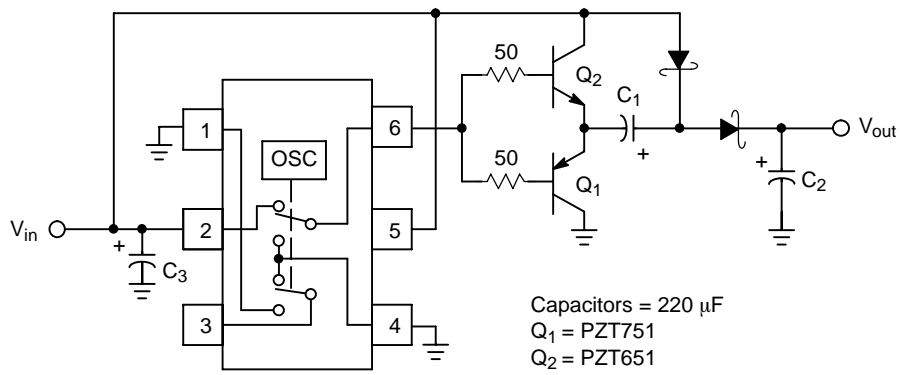 50
Q2
C1
Vout
1
6
OSC
50
Q1
+
+
C2
Vin
2
5
+
C3
3
4
Capacitors = 220 μF
Q1 = PZT751
Q2 = PZT651